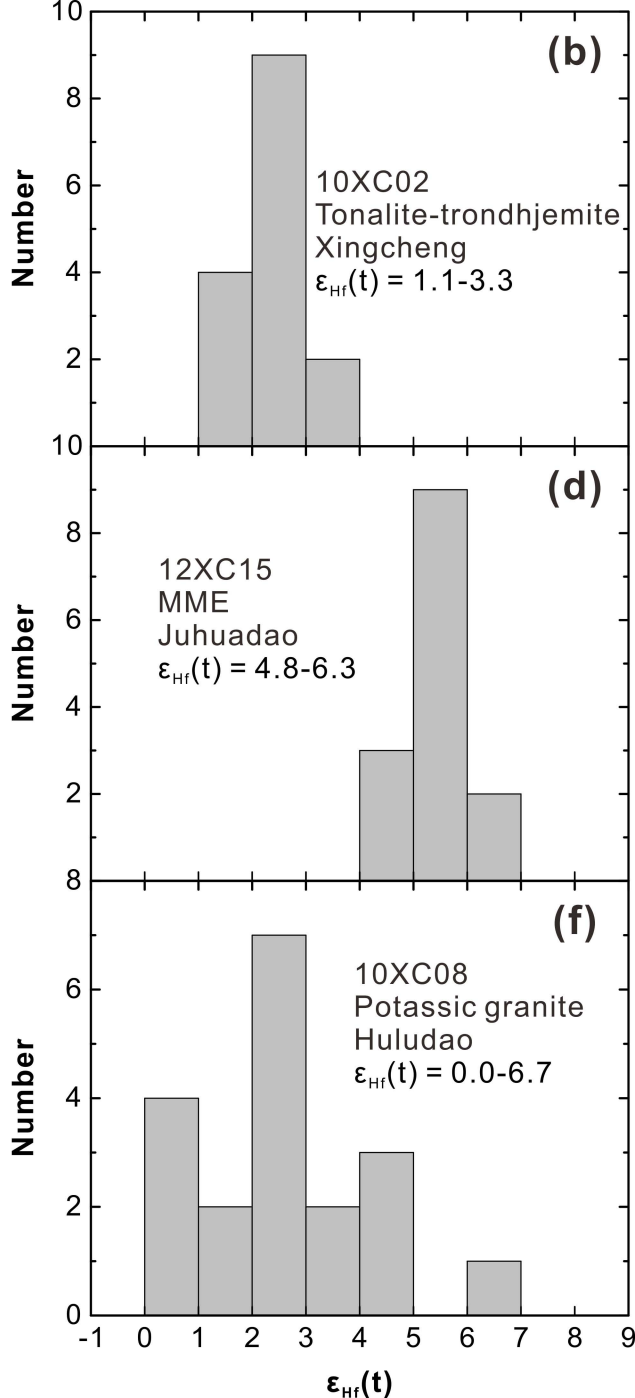 10
(b)
8
10XC02
6
Tonalite-trondhjemite
Xingcheng
Number
εHf(t) = 1.1-3.3
4
2
10
(d)
8
12XC15
MME
6
Juhuadao
Number
εHf(t) = 4.8-6.3
4
2
8
(f)
10XC08
6
Potassic granite
Huludao
Number
εHf(t) = 0.0-6.7
4
2
0
-1 0 1 2 3 4 5 6 7 8 9
εHf(t)